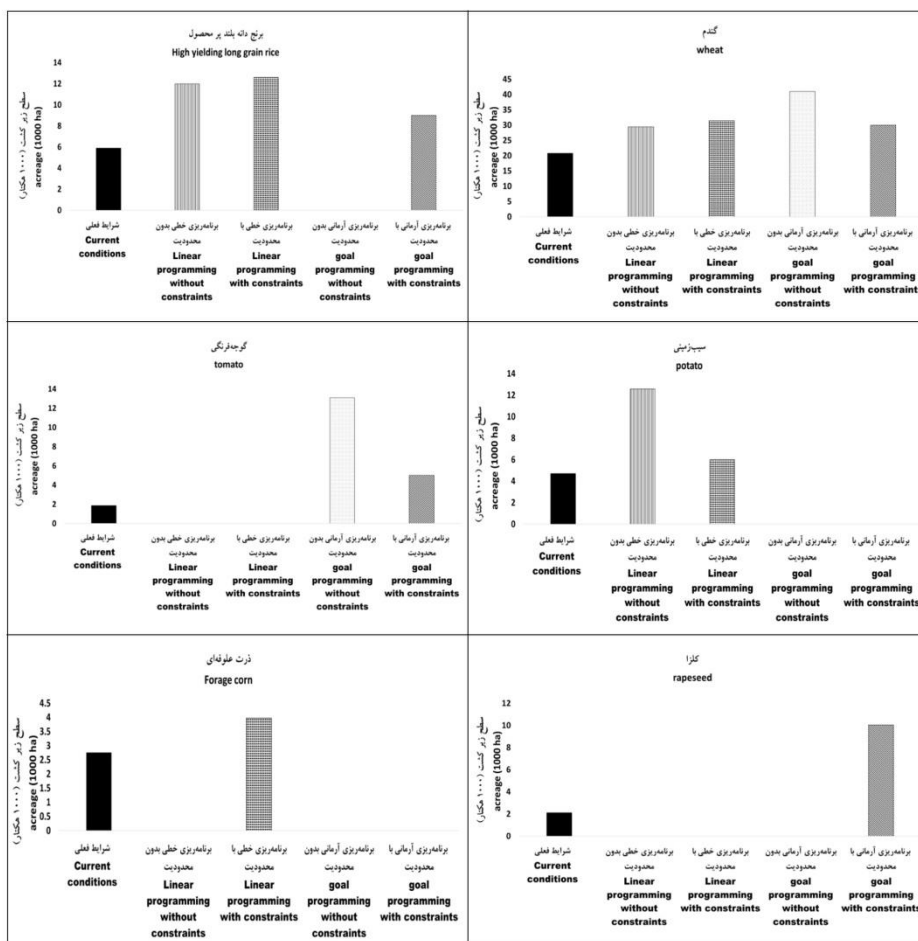 برنج دانه بلند پر محصول
High yielding long grain rice
سطح زیر کشت (۱۰۰۰ هکتار)
acreage (1000 ha)
14
12
10
8
6
4
2
0
شرایط فعلی
Current
conditions
برنامه‌ریزی خطی بدون
محدودیت
Linear
programming
without
constraints
برنامه‌ریزی خطی با
محدودیت
Linear
programming
with constraints
برنامه‌ریزی آرمانی بدون
محدودیت
goal
programming
without
constraints
برنامه‌ریزی آرمانی با
محدودیت
goal
programming
with constraints
گندم
wheat
سطح زیر کشت (۱۰۰۰ هکتار)
acreage (1000 ha)
45
40
35
30
25
20
15
10
5
0
شرایط فعلی
Current
conditions
برنامه‌ریزی خطی بدون
محدودیت
Linear
programming
without
constraints
برنامه‌ریزی خطی با
محدودیت
Linear
programming
with constraints
برنامه‌ریزی آرمانی بدون
محدودیت
goal
programming
without
constraints
برنامه‌ریزی آرمانی با
محدودیت
goal
programming
with constraints
گوجه‌فرنگی
tomato
سطح زیر کشت (۱۰۰۰ هکتار)
acreage (1000 ha)
14
12
10
8
6
4
2
0
شرایط فعلی
Current
conditions
برنامه‌ریزی خطی بدون
محدودیت
Linear
programming
without
constraints
برنامه‌ریزی خطی با
محدودیت
Linear
programming
with constraints
برنامه‌ریزی آرمانی بدون
محدودیت
goal
programming
without
constraints
برنامه‌ریزی آرمانی با
محدودیت
goal
programming
with constraints
سیب‌زمینی
potato
سطح زیر کشت (۱۰۰۰ هکتار)
acreage (1000 ha)
14
12
10
8
6
4
2
0
شرایط فعلی
Current
conditions
برنامه‌ریزی خطی بدون
محدودیت
Linear
programming
without
constraints
برنامه‌ریزی خطی با
محدودیت
Linear
programming
with constraints
برنامه‌ریزی آرمانی بدون
محدودیت
goal
programming
without
constraints
برنامه‌ریزی آرمانی با
محدودیت
goal
programming
with constraints
ذرت علوفه‌ای
Forage corn
سطح زیر کشت (۱۰۰۰ هکتار)
acreage (1000 ha)
4.5
4
3.5
3
2.5
2
1.5
1
0.5
0
شرایط فعلی
Current
conditions
برنامه‌ریزی خطی بدون
محدودیت
Linear
programming
without
constraints
برنامه‌ریزی خطی با
محدودیت
Linear
programming
with constraints
برنامه‌ریزی آرمانی بدون
محدودیت
goal
programming
without
constraints
برنامه‌ریزی آرمانی با
محدودیت
goal
programming
with constraints
کلزا
rapeseed
سطح زیر کشت (۱۰۰۰ هکتار)
acreage (1000 ha)
12
10
8
6
4
2
0
شرایط فعلی
Current
conditions
برنامه‌ریزی خطی بدون
محدودیت
Linear
programming
without
constraints
برنامه‌ریزی خطی با
محدودیت
Linear
programming
with constraints
برنامه‌ریزی آرمانی بدون
محدودیت
goal
programming
without
constraints
برنامه‌ریزی آرمانی با
محدودیت
goal
programming
with constraints